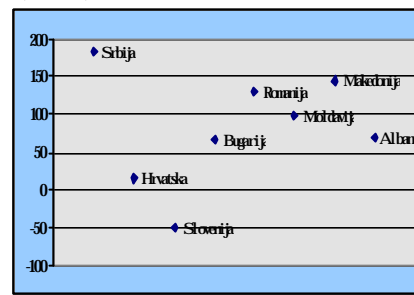 200
Srbija
150
Makedonija
Romanija
100
Moldavija
Bugarija
Alban
50
Hrvatska
0
-50
Slovenija
-100